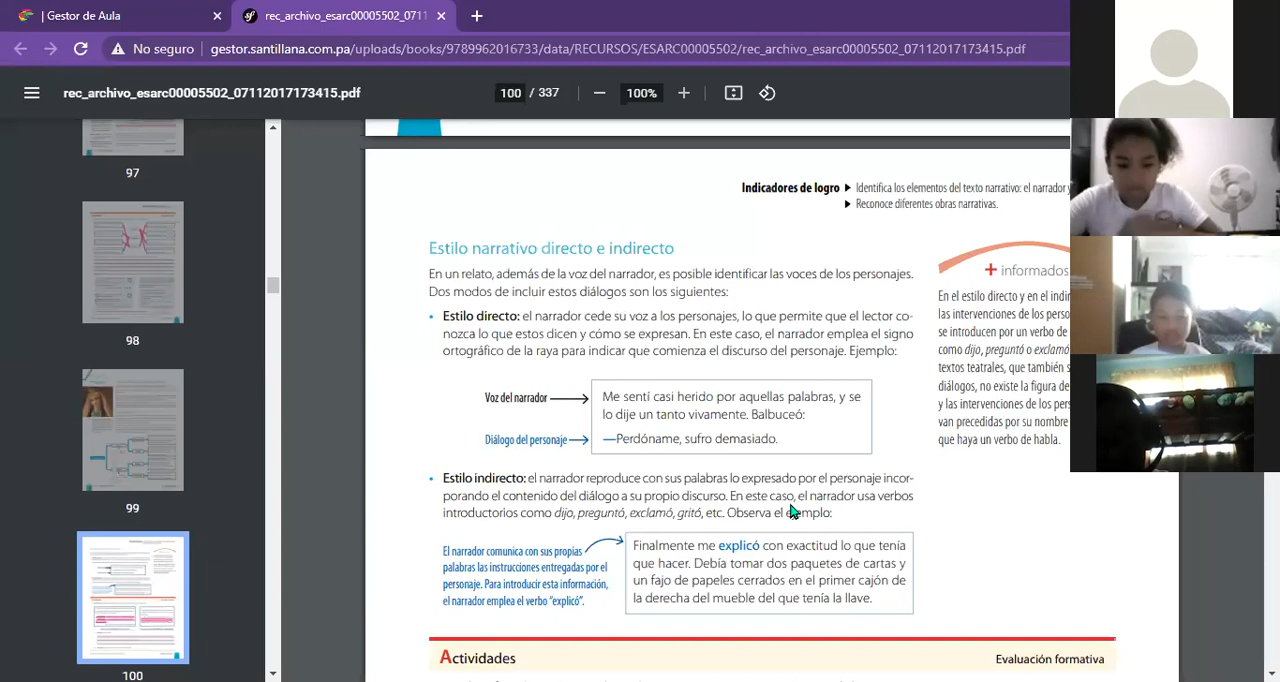 Gestor de Aula
rec_archivo_esarc00005502_0711
No seguro
gestor.santillana.com.pa/uploads/books/9789962016733/data/RECURSOS/ESARC00005502/rec_archivo_esarc00005502_07112017173415.pdf
rec_archivo_esarc00005502_07112017173415.pdf
100 / 337
100%
97
98
99
100
Indicadores de logro ▶ Identifica los elementos del texto narrativo: el narrador y
▶ Reconoce diferentes obras narrativas.
Estilo narrativo directo e indirecto
En un relato, además de la voz del narrador, es posible identificar las voces de los personajes.
Dos modos de incluir estos diálogos son los siguientes:
• Estilo directo: el narrador cede su voz a los personajes, lo que permite que el lector co-
nozca lo que estos dicen y cómo se expresan. En este caso, el narrador emplea el signo
ortográfico de la raya para indicar que comienza el discurso del personaje. Ejemplo:
Voz del narrador
Me sentí casi herido por aquellas palabras, y se
lo dije un tanto vivamente. Balbuceó:
Diálogo del personaje
—Perdóname, sufro demasiado.
• Estilo indirecto: el narrador reproduce con sus palabras lo expresado por el personaje incor-
porando el contenido del diálogo a su propio discurso. En este caso, el narrador usa verbos
introductorios como dijo, preguntó, exclamó, gritó, etc. Observa el ejemplo:
El narrador comunica con sus propias
palabras las instrucciones entregadas por el
personaje. Para introducir esta información,
el narrador emplea el verbo "explicó".
Finalmente me explicó con exactitud lo que tenía
que hacer. Debía tomar dos paquetes de cartas y
un fajo de papeles cerrados en el primer cajón de
la derecha del mueble del que tenía la llave.
+ informados
En el estilo directo y en el indi
las intervenciones de los perso
se introducen por un verbo de
como dijo, preguntó o exclamó
textos teatrales, que también s
diálogos, no existe la figura de
y las intervenciones de los pers
van precedidas por su nombre
que haya un verbo de habla.
Actividades
Evaluación formativa